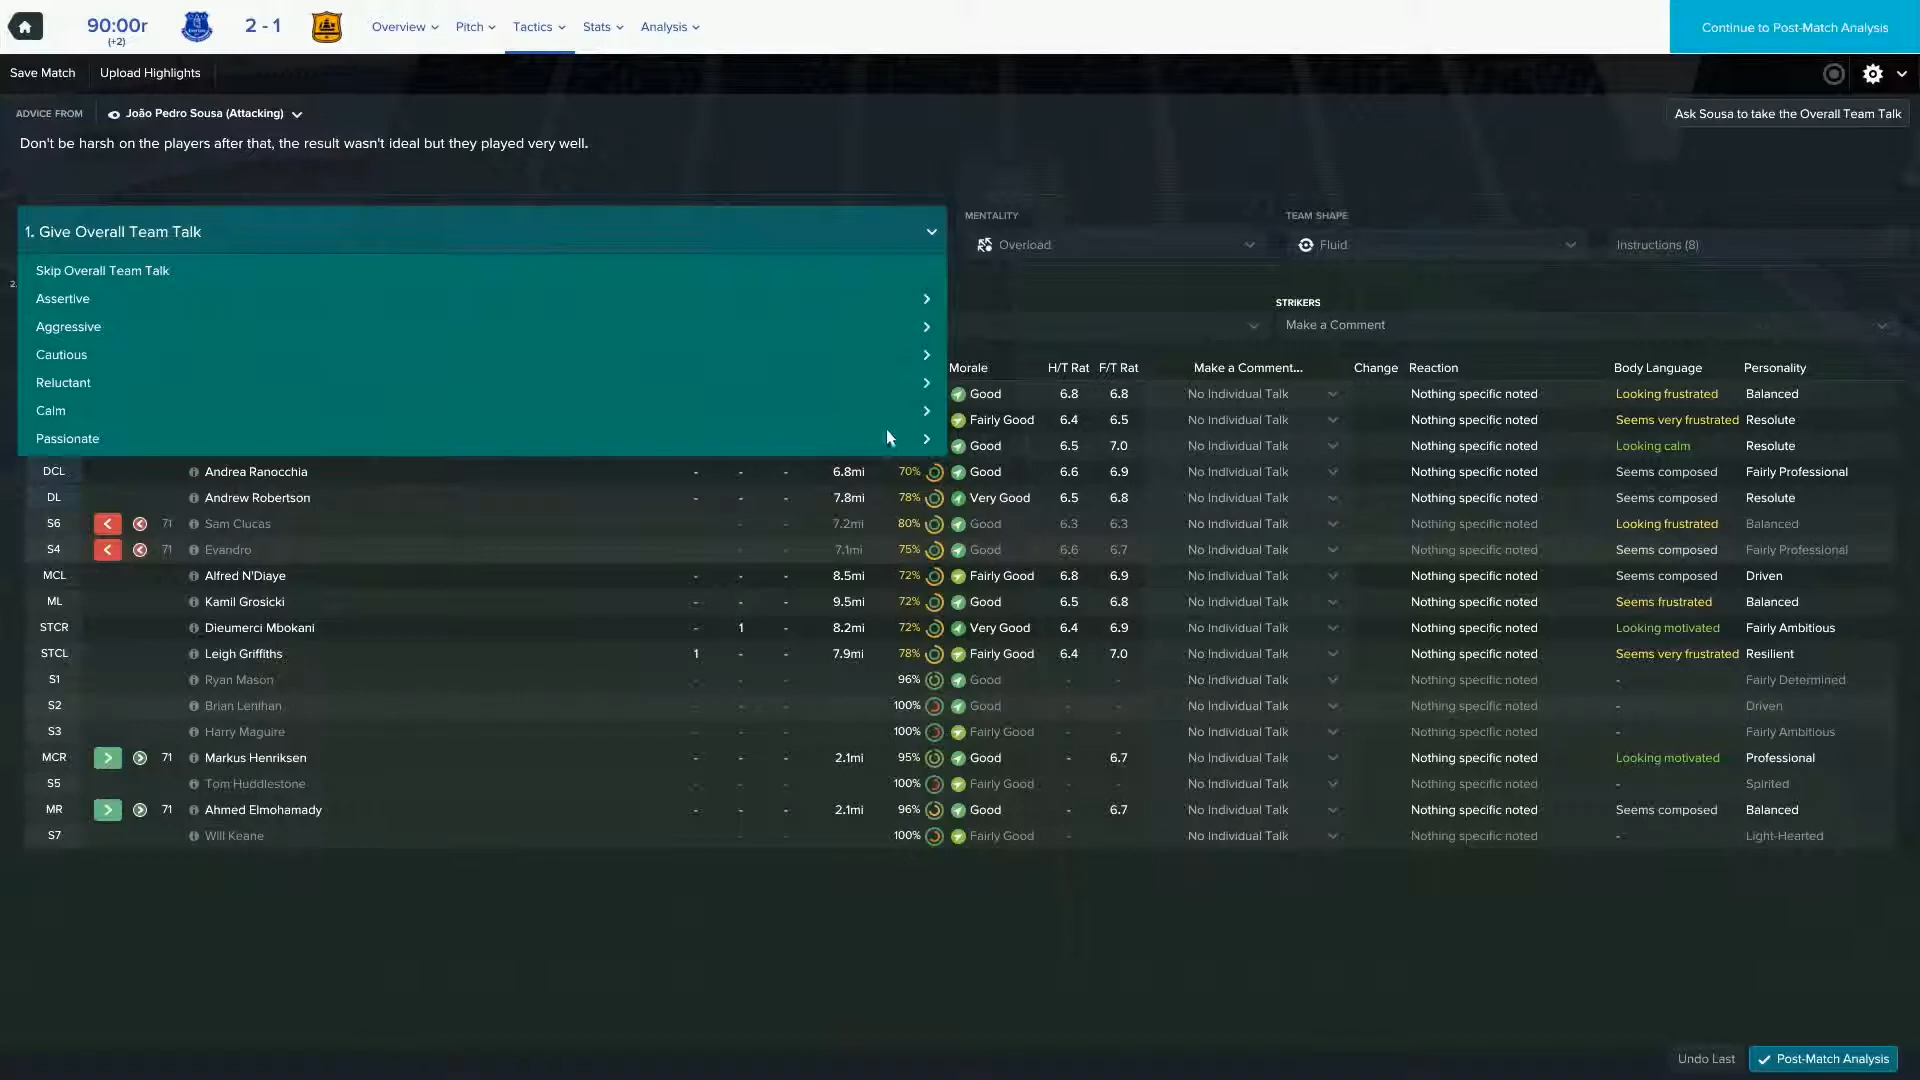 90:00r
(+2)
2 - 1
Overview
Pitch
Tactics
Stats
Analysis
Continue to Post-Match Analysis
Save Match
Upload Highlights
ADVICE FROM
João Pedro Sousa (Attacking)
Ask Sousa to take the Overall Team Talk
Don't be harsh on the players after that, the result wasn't ideal but they played very well.
1. Give Overall Team Talk
MENTALITY
TEAM SHAPE
Overload
Fluid
Instructions (8)
Skip Overall Team Talk
2.
Assertive
STRIKERS
Aggressive
Make a Comment
Cautious
Morale H/T Rat F/T Rat Make a Comment... Change Reaction Body Language Personality
Reluctant
Good 6.8 6.8 No Individual Talk Nothing specific noted Looking frustrated Balanced
Calm
Fairly Good 6.4 6.5 No Individual Talk Nothing specific noted Seems very frustrated Resolute
Passionate
Good 6.5 7.0 No Individual Talk Nothing specific noted Looking calm Resolute
DCL Andrea Ranocchia - - - 6.8mi 70% Good 6.6 6.9 No Individual Talk Nothing specific noted Seems composed Fairly Professional
DL Andrew Robertson - - - 7.8mi 78% Very Good 6.5 6.8 No Individual Talk Nothing specific noted Seems composed Resolute
S6 71 Sam Clucas - - 7.2mi 80% Good 6.3 6.3 No Individual Talk Nothing specific noted Looking frustrated Balanced
S4 71 Evandro - - 7.1mi 75% Good 6.6 6.7 No Individual Talk Nothing specific noted Seems composed Fairly Professional
MCL Alfred N'Diaye - - - 8.5mi 72% Fairly Good 6.8 6.9 No Individual Talk Nothing specific noted Seems composed Driven
ML Kamil Grosicki - - - 9.5mi 72% Good 6.5 6.8 No Individual Talk Nothing specific noted Seems frustrated Balanced
STCR Dieumerci Mbokani - 1 - 8.2mi 72% Very Good 6.4 6.9 No Individual Talk Nothing specific noted Looking motivated Fairly Ambitious
STCL Leigh Griffiths 1 - - 7.9mi 78% Fairly Good 6.4 7.0 No Individual Talk Nothing specific noted Seems very frustrated Resilient
S1 Ryan Mason - - 96% Good - - No Individual Talk Nothing specific noted - Fairly Determined
S2 Brian Lenihan - - 100% Good - - No Individual Talk Nothing specific noted - Driven
S3 Harry Maguire - - 100% Fairly Good - - No Individual Talk Nothing specific noted - Fairly Ambitious
MCR 71 Markus Henriksen - - - 2.1mi 95% Good - 6.7 No Individual Talk Nothing specific noted Looking motivated Professional
S5 Tom Huddlestone - - 100% Fairly Good - - No Individual Talk Nothing specific noted - Spirited
MR 71 Ahmed Elmohamady - - - 2.1mi 96% Good - 6.7 No Individual Talk Nothing specific noted Seems composed Balanced
S7 Will Keane - - 100% Fairly Good - No Individual Talk Nothing specific noted - Light-Hearted
Undo Last
Post-Match Analysis